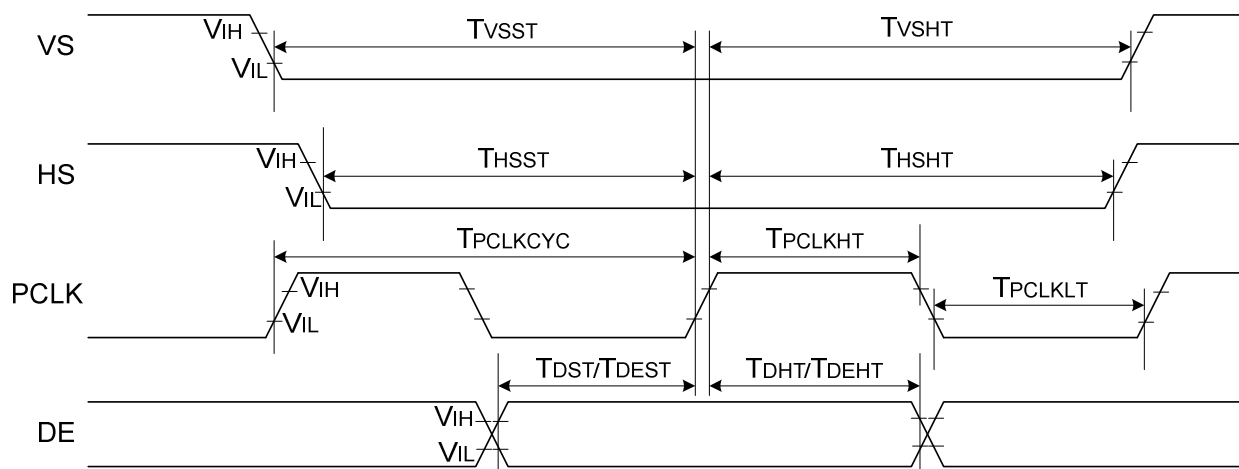 VS
VIH
VIL
TVSST
TVSHT
HS
VIH
VIL
THSST
THSHT
PCLK
TPCLKCYC
TPCLKHT
VIH
VIL
TPCLKLT
DE
TDST/TDEST
TDHT/TDEHT
VIH
VIL